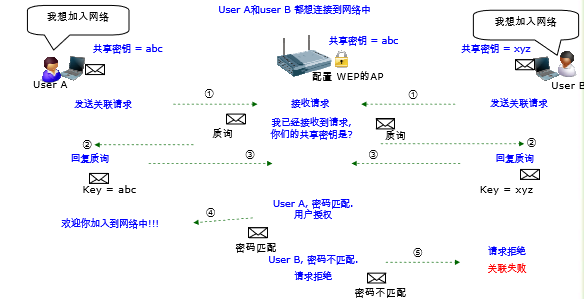 User A和user B 都想连接到网络中
我想加入网络
我想加入网络
共享密钥 = abc
共享密钥 = abc
共享密钥 = xyz
User A
配置 WEP的AP
User B
①
①
发送关联请求
接收请求
发送关联请求
我已经接收到请求,
你们的共享密钥是?
质询
质询
②
②
回复质询
③
③
回复质询
Key = abc
Key = xyz
User A, 密码匹配.
用户授权
④
欢迎你加入到网络中!!!
密码匹配
User B, 密码不匹配.
⑤
请求拒绝
请求拒绝
关联失败
密码不匹配